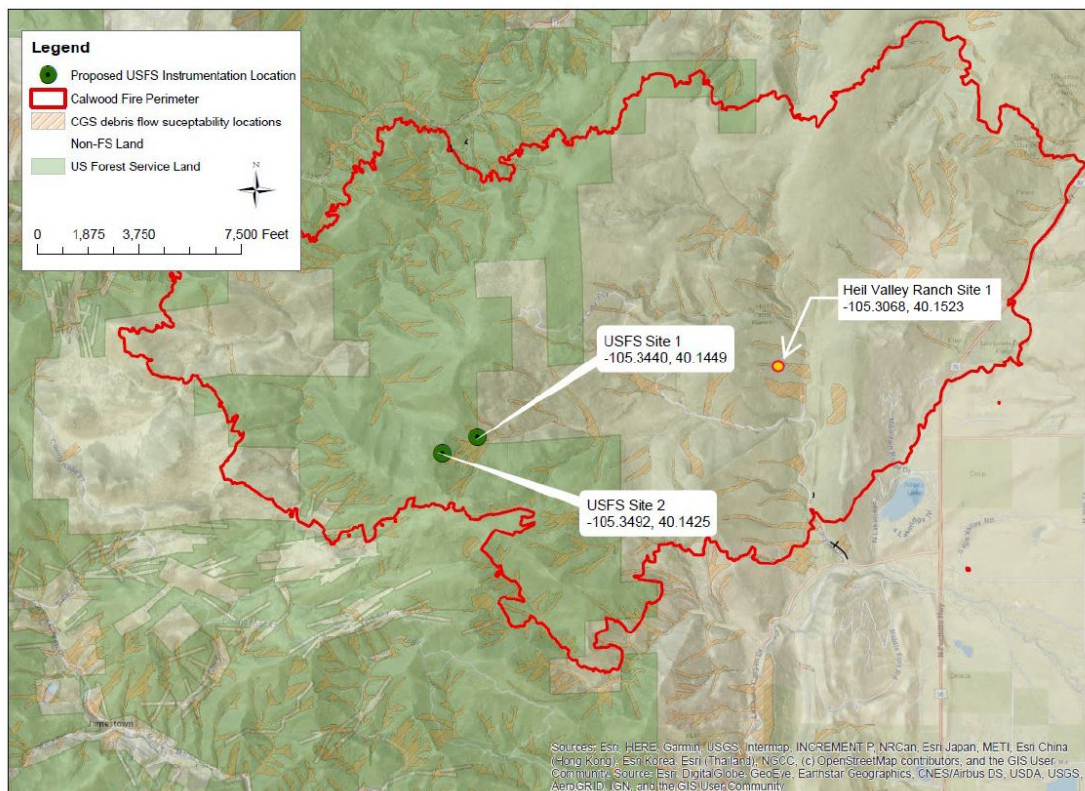 Legend
Proposed USFS Instrumentation Location
Calwood Fire Perimeter
CGS debris flow suceptability locations
Non-FS Land
US Forest Service Land
N
0 1,875 3,750 7,500 Feet
Heil Valley Ranch Site 1
-105.3068, 40.1523
USFS Site 1
-105.3440, 40.1449
USFS Site 2
-105.3492, 40.1425
Jamestown
N Foothills Hwy
Sources: Esri, HERE, Garmin, USGS, Intermap, INCREMENT P, NRCan, Esri Japan, METI, Esri China
(Hong Kong), Esri Korea, Esri (Thailand), NGCC, (c) OpenStreetMap contributors, and the GIS User
Community, Source: Esri, DigitalGlobe, GeoEye, Earthstar Geographics, CNES/Airbus DS, USDA, USGS,
AeroGRID, IGN, and the GIS User Community